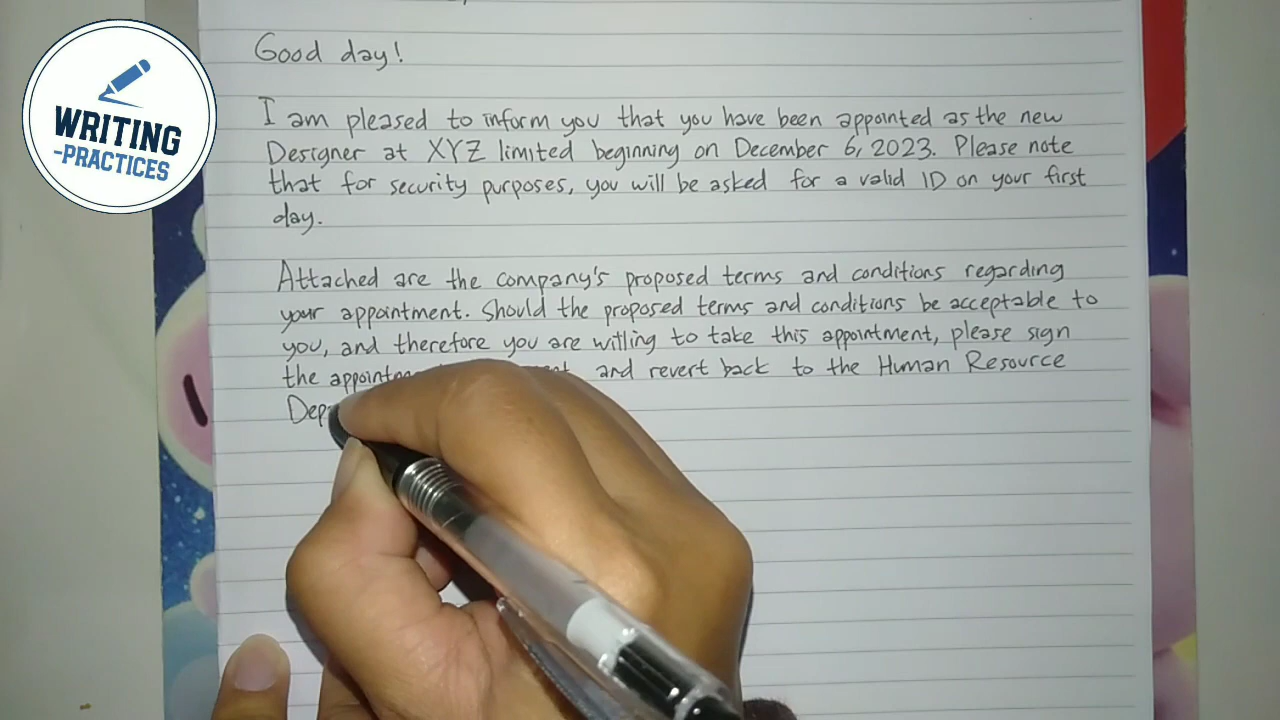 WRITING
-PRACTICES
Good day!
I am pleased to inform you that you have been appointed as the new
Designer at XYZ limited beginning on December 6, 2023. Please note
that for security purposes, you will be asked for a valid ID on your first
day.
Attached are the company's proposed terms and conditions regarding
your appointment. Should the proposed terms and conditions be acceptable to
you, and therefore you are willing to take this appointment, please sign
the and revert back to the Human Resource